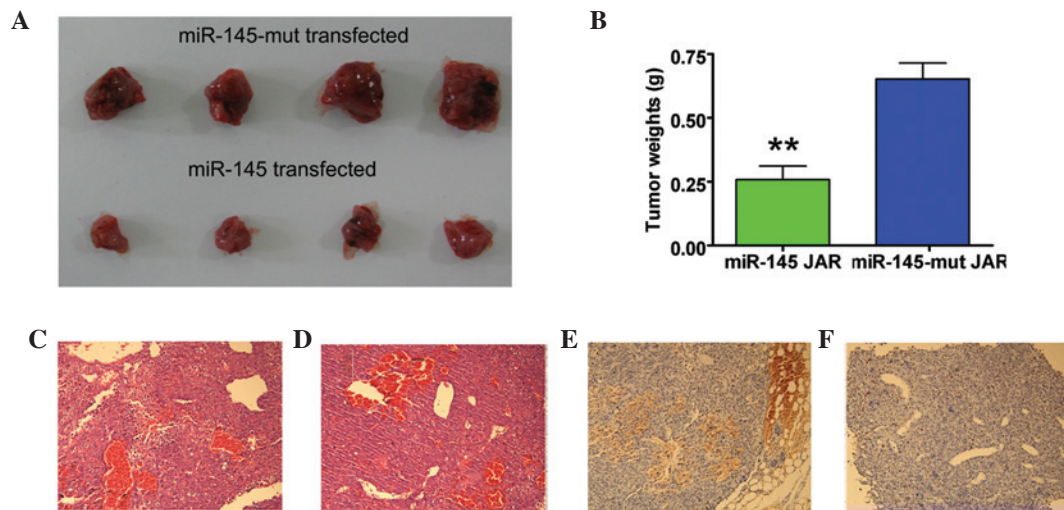 A
miR-145-mut transfected
miR-145 transfected
B
Tumor weights (g)
0.75
0.50
0.25
0.00
**
miR-145 JAR
miR-145-mut JAR
C
D
E
F